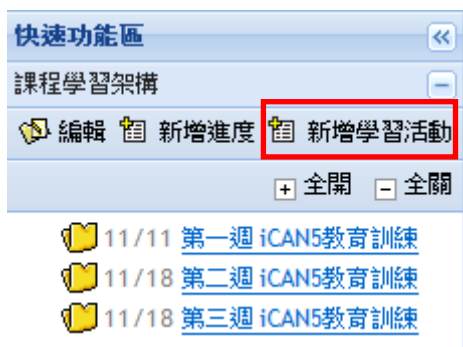 快速功能區
課程學習架構
編輯 新增進度 新增學習活動
全開 全關
11/11 第一週 iCAN5教育訓練
11/18 第二週 iCAN5教育訓練
11/18 第三週 iCAN5教育訓練